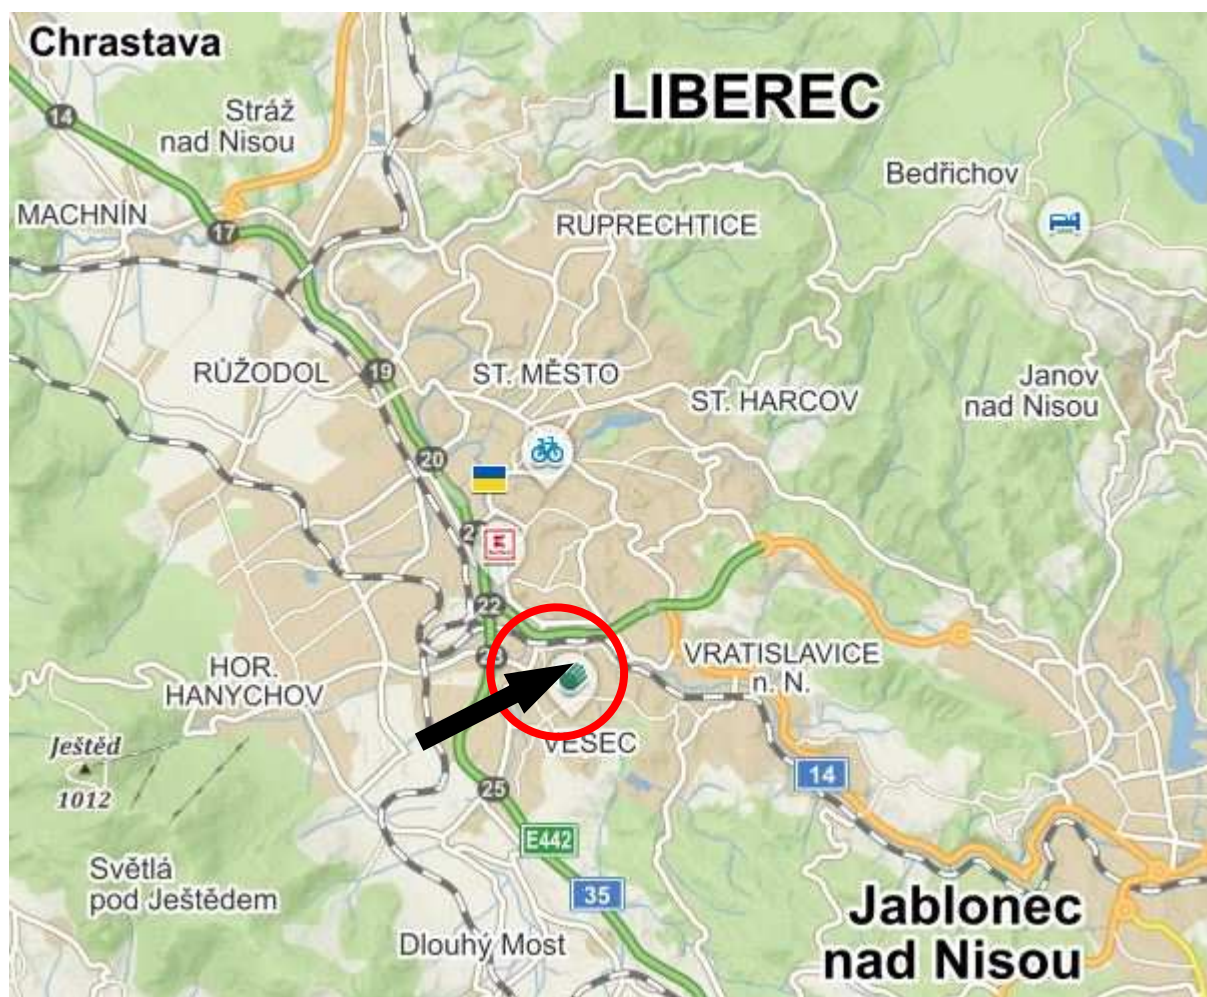 Chrastava
LIBEREC
14
Stráž
nad Nisou
Bedřichov
MACHNÍN
17
RUPRECHTICE
RŮŽODOL
19
ST. MĚSTO
ST. HARCOV
Janov
nad Nisou
20
22
HOR.
HANYCHOV
VRATISLAVICE
n. N.
Ještěd
1012
VESEC
14
25
E442
35
Světlá
pod Ještědem
Dlouhý Most
Jablonec
nad Nisou